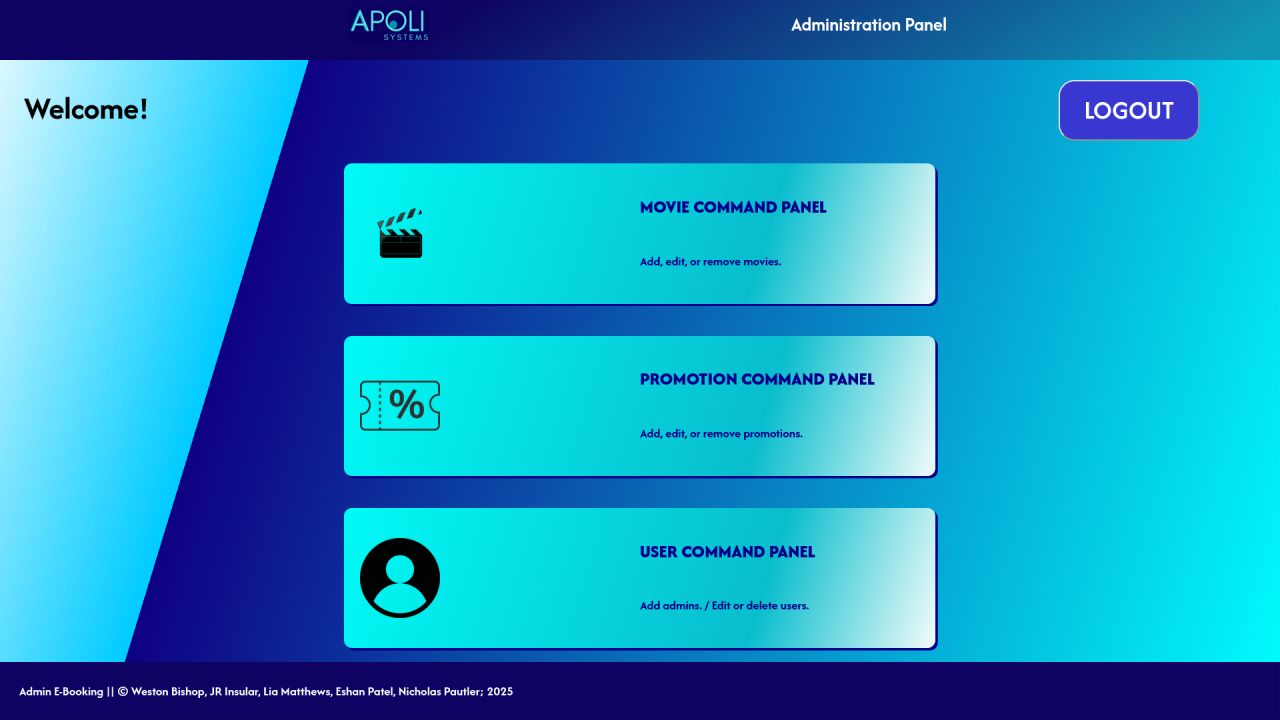 APOLI
SYSTEMS
Administration Panel
Welcome!
LOGOUT
MOVIE COMMAND PANEL
Add, edit, or remove movies.
%
PROMOTION COMMAND PANEL
Add, edit, or remove promotions.
USER COMMAND PANEL
Add admins. / Edit or delete users.
Admin E-Booking || © Weston Bishop, JR Insular, Lia Matthews, Eshan Patel, Nicholas Pautler; 2025